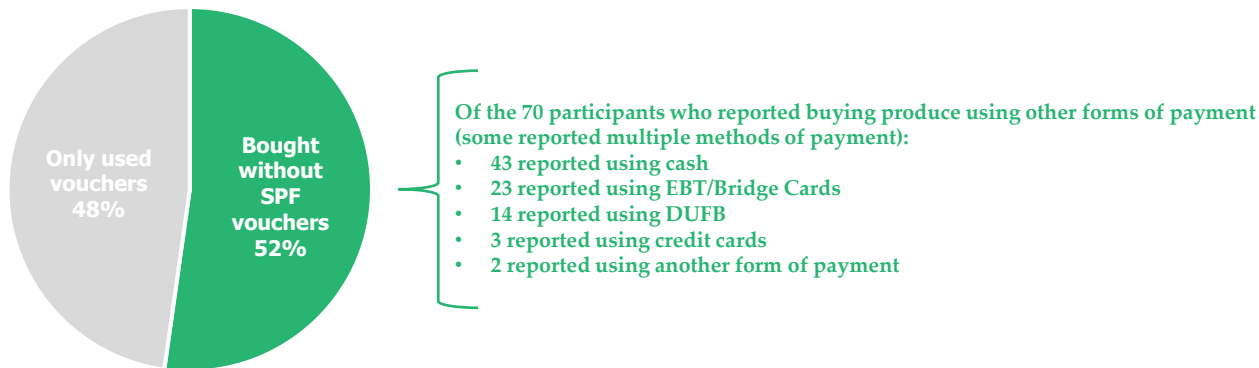 Only used
vouchers
48%
Bought
without
SPF
vouchers
52%
Of the 70 participants who reported buying produce using other forms of payment
(some reported multiple methods of payment):
• 43 reported using cash
• 23 reported using EBT/Bridge Cards
• 14 reported using DUFB
• 3 reported using credit cards
• 2 reported using another form of payment